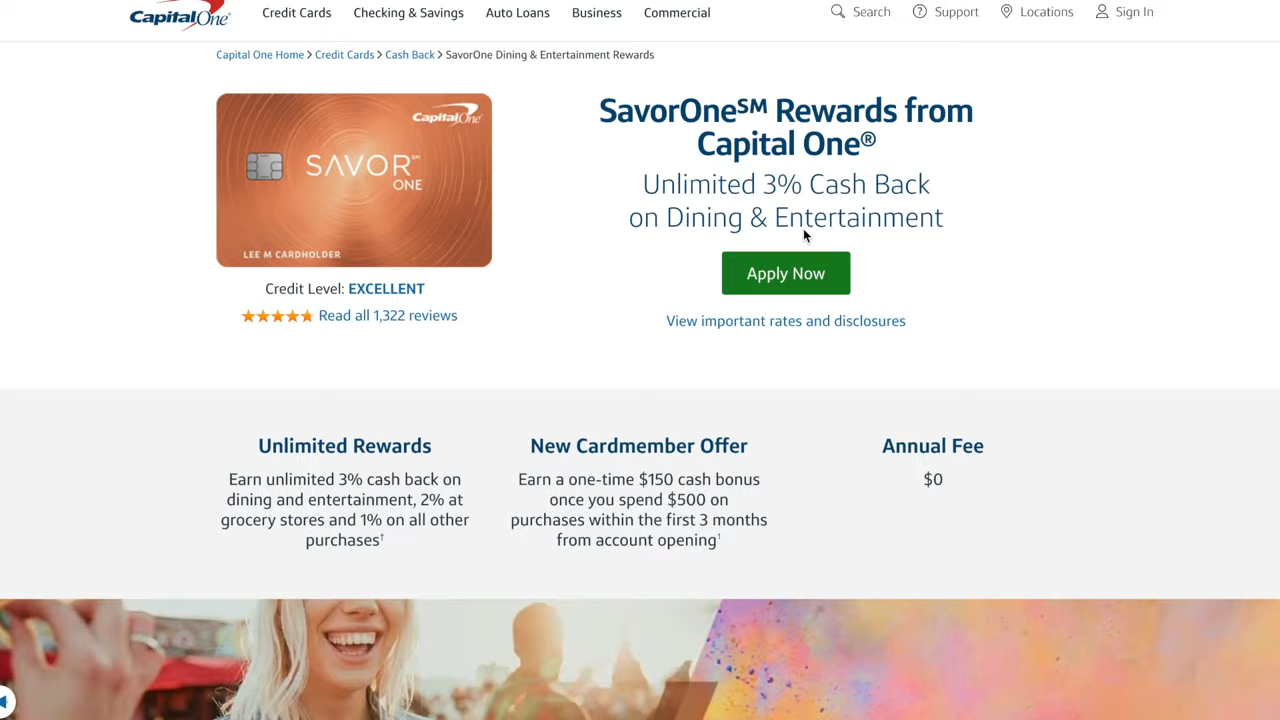 Capital One
Credit Cards
Checking & Savings
Auto Loans
Business
Commercial
Search
Support
Locations
Sign In
Capital One Home > Credit Cards > Cash Back > SavorOne Dining & Entertainment Rewards
Capital One
SAVOR℠
ONE
LEE M CARDHOLDER
Credit Level: EXCELLENT
Read all 1,322 reviews
SavorOne℠ Rewards from
Capital One®
Unlimited 3% Cash Back
on Dining & Entertainment
Apply Now
View important rates and disclosures
Unlimited Rewards
Earn unlimited 3% cash back on
dining and entertainment, 2% at
grocery stores and 1% on all other
purchases†
New Cardmember Offer
Earn a one-time $150 cash bonus
once you spend $500 on
purchases within the first 3 months
from account opening†
Annual Fee
$0